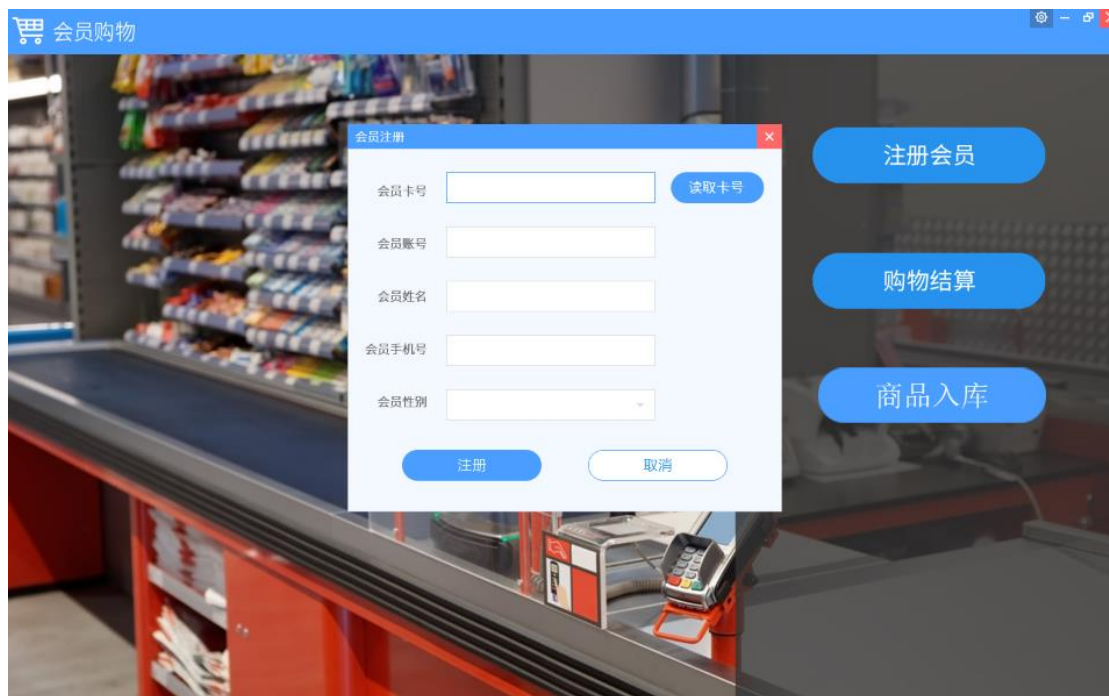 会员购物
会员注册
会员卡号
读取卡号
会员账号
会员姓名
会员手机号
会员性别
注册
取消
注册会员
购物结算
商品入库